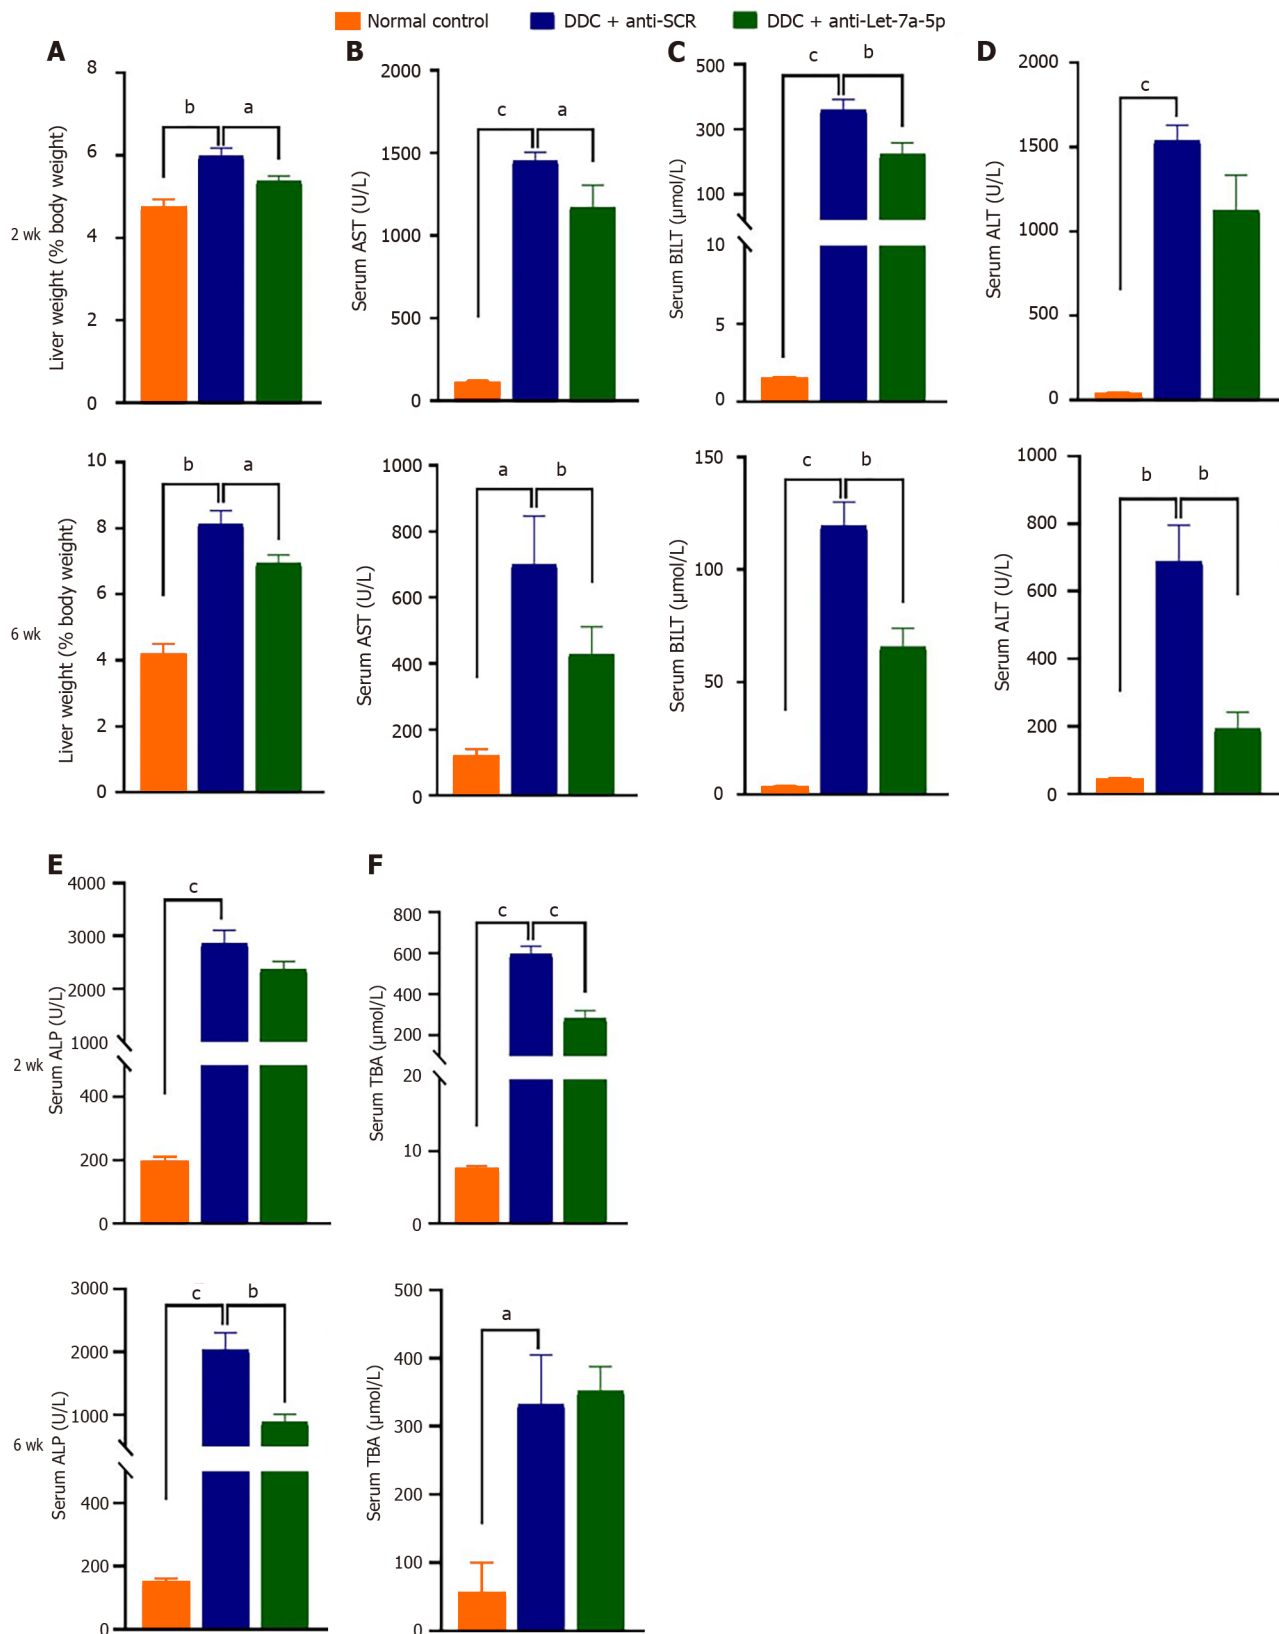 Normal control DDC + anti-SCR DDC + anti-Let-7a-5p
A
2 wk
Liver weight (% body weight)
8
6
4
2
0
b a
B
Serum AST (U/L)
2000
1500
1000
500
0
c a
C
Serum BILT (µmol/L)
500
300
100
10
5
0
c b
D
Serum ALT (U/L)
2000
1500
1000
500
0
c
6 wk
Liver weight (% body weight)
10
8
6
4
2
0
b a
Serum AST (U/L)
1000
800
600
400
200
0
a b
Serum BILT (µmol/L)
150
100
50
0
c b
Serum ALT (U/L)
1000
800
600
400
200
0
b b
E
2 wk
Serum ALP (U/L)
4000
3000
2000
1000
400
200
0
c
F
Serum TBA (µmol/L)
800
600
400
200
20
10
0
c c
6 wk
Serum ALP (U/L)
3000
2000
1000
400
200
0
c b
Serum TBA (µmol/L)
500
400
300
200
100
0
a